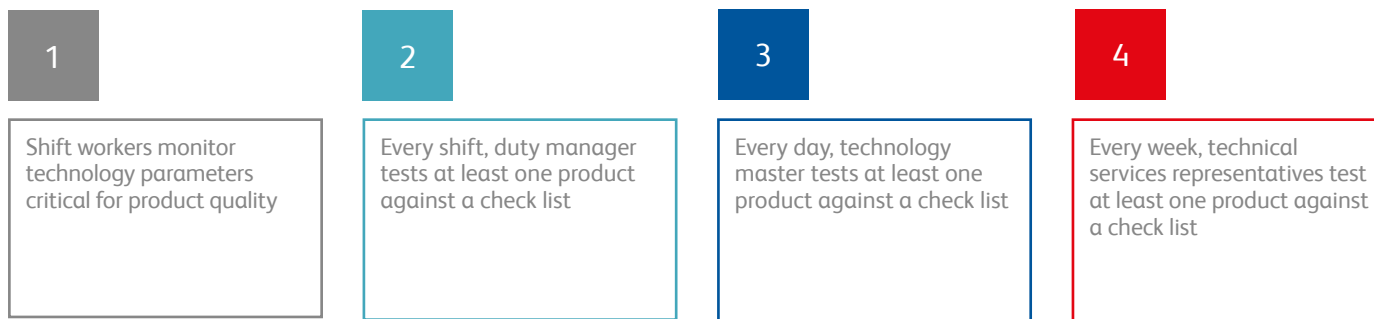 1
Shift workers monitor
technology parameters
critical for product quality
2
Every shift, duty manager
tests at least one product
against a check list
3
Every day, technology
master tests at least one
product against a check list
4
Every week, technical
services representatives test
at least one product against
a check list